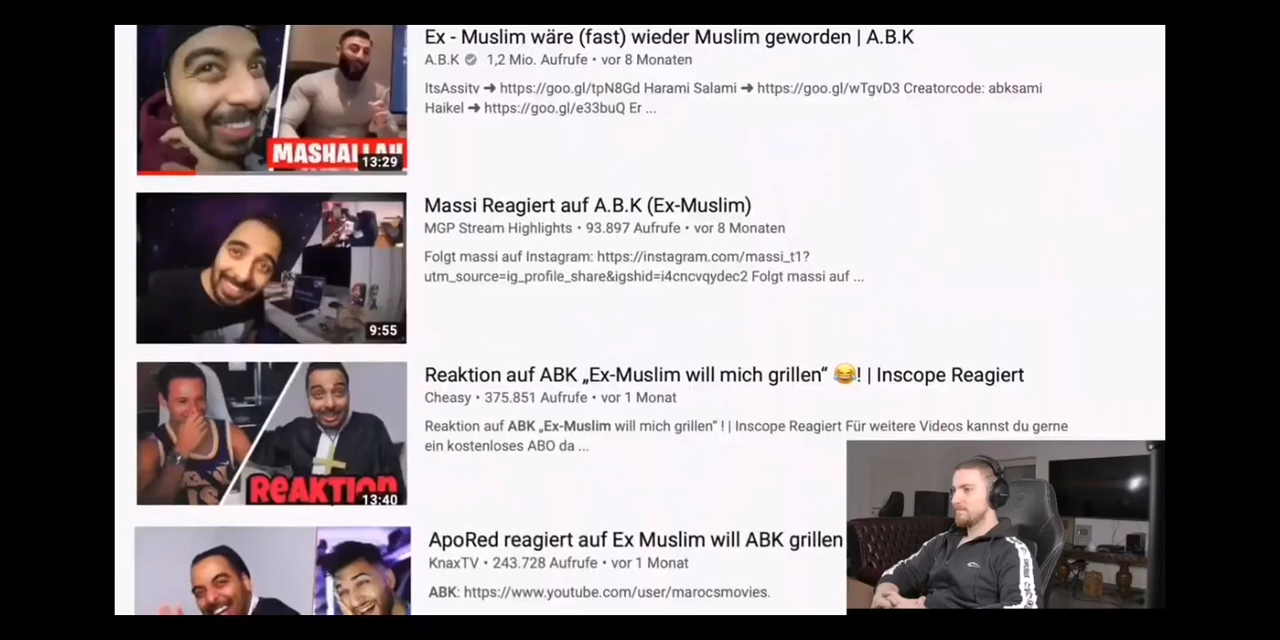 Ex - Muslim wäre (fast) wieder Muslim geworden | A.B.K
A.B.K 1,2 Mio. Aufrufe • vor 8 Monaten
ItsAssitv ➜ https://goo.gl/tpN8Gd Harami Salami ➜ https://goo.gl/wTgvD3 Creatorcode: abksami
Haikel ➜ https://goo.gl/e33buQ Er ...
MASHALLAH
13:29
Massi Reagiert auf A.B.K (Ex-Muslim)
MGP Stream Highlights • 93.897 Aufrufe • vor 8 Monaten
Folgt massi auf Instagram: https://instagram.com/massi_t1?
utm_source=ig_profile_share&igshid=i4cncvqydec2 Folgt massi auf ...
9:55
Reaktion auf ABK „Ex-Muslim will mich grillen“ 😂! | Inscope Reagiert
Cheasy • 375.851 Aufrufe • vor 1 Monat
Reaktion auf ABK „Ex-Muslim will mich grillen“ ! | Inscope Reagiert Für weitere Videos kannst du gerne
ein kostenloses ABO da ...
REAKTION
13:40
ApoRed reagiert auf Ex Muslim will ABK grillen
KnaxTV • 243.728 Aufrufe • vor 1 Monat
ABK: https://www.youtube.com/user/marocsmovies.